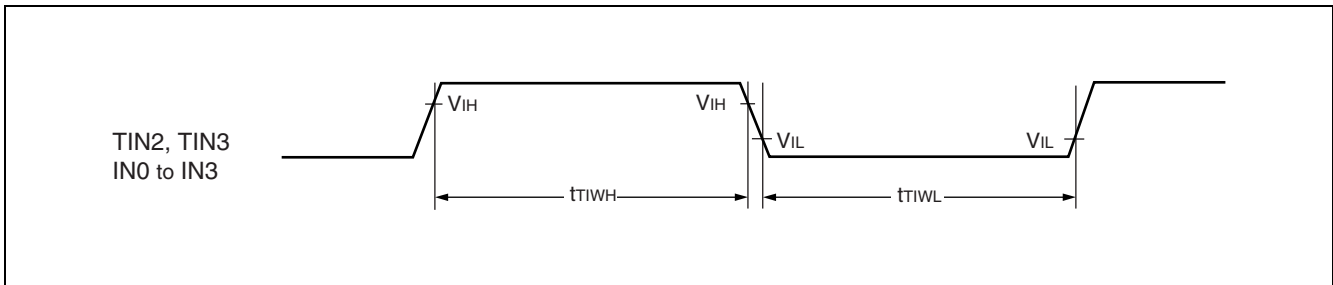 VIH VIH
TIN2, TIN3 VIL VIL
IN0 to IN3
tTIWH tTIWL